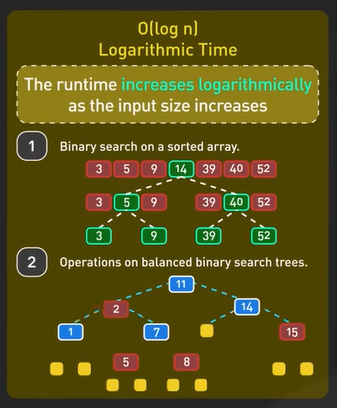 O(log n)
Logarithmic Time
The runtime increases logarithmically
as the input size increases
1 Binary search on a sorted array.
3 5 9 14 39 40 52
3 5 9 39 40 52
3 9 39 52
2 Operations on balanced binary search trees.
11
2 14
1 7 15
5 8